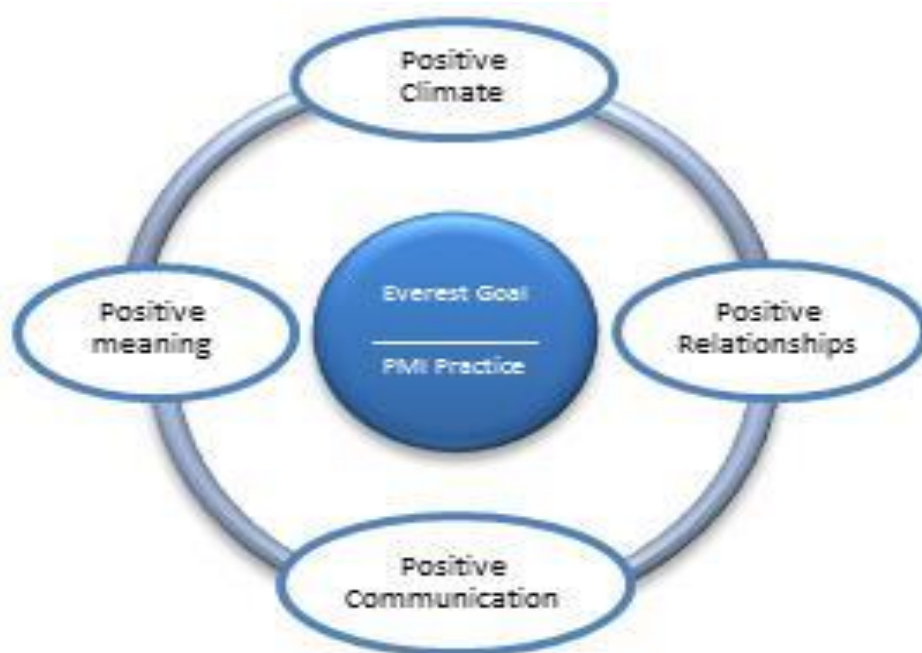 Positive
Climate
Positive
meaning
Everest Goal
PMI Practice
Positive
Relationships
Positive
Communication